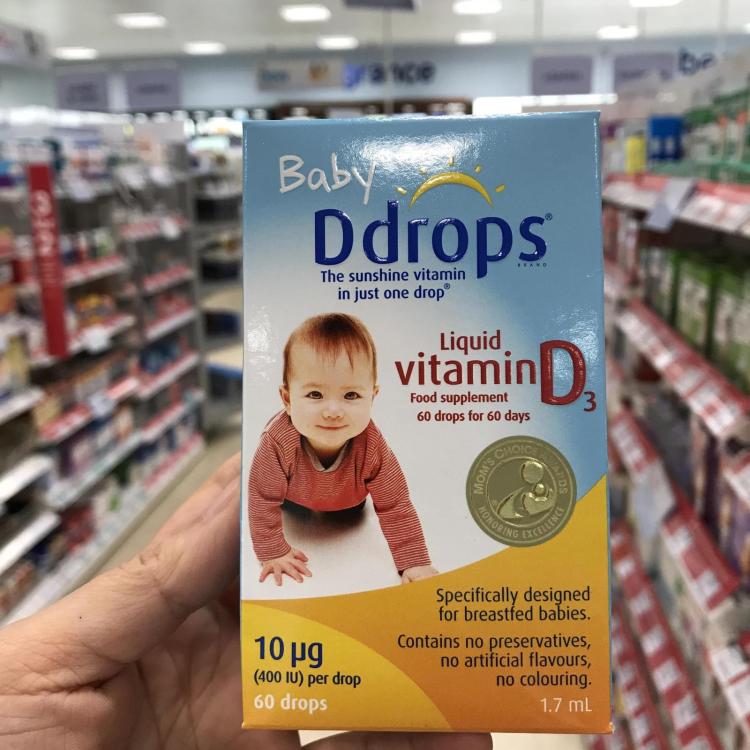 Baby
Ddrops®
BRAND
The sunshine vitamin
in just one drop®
Liquid
vitamin D3
Food supplement
60 drops for 60 days
MOM'S CHOICE AWARDS
HONORING EXCELLENCE
Specifically designed
for breastfed babies.
Contains no preservatives,
no artificial flavours,
no colouring.
10 µg
(400 IU) per drop
60 drops
1.7 mL